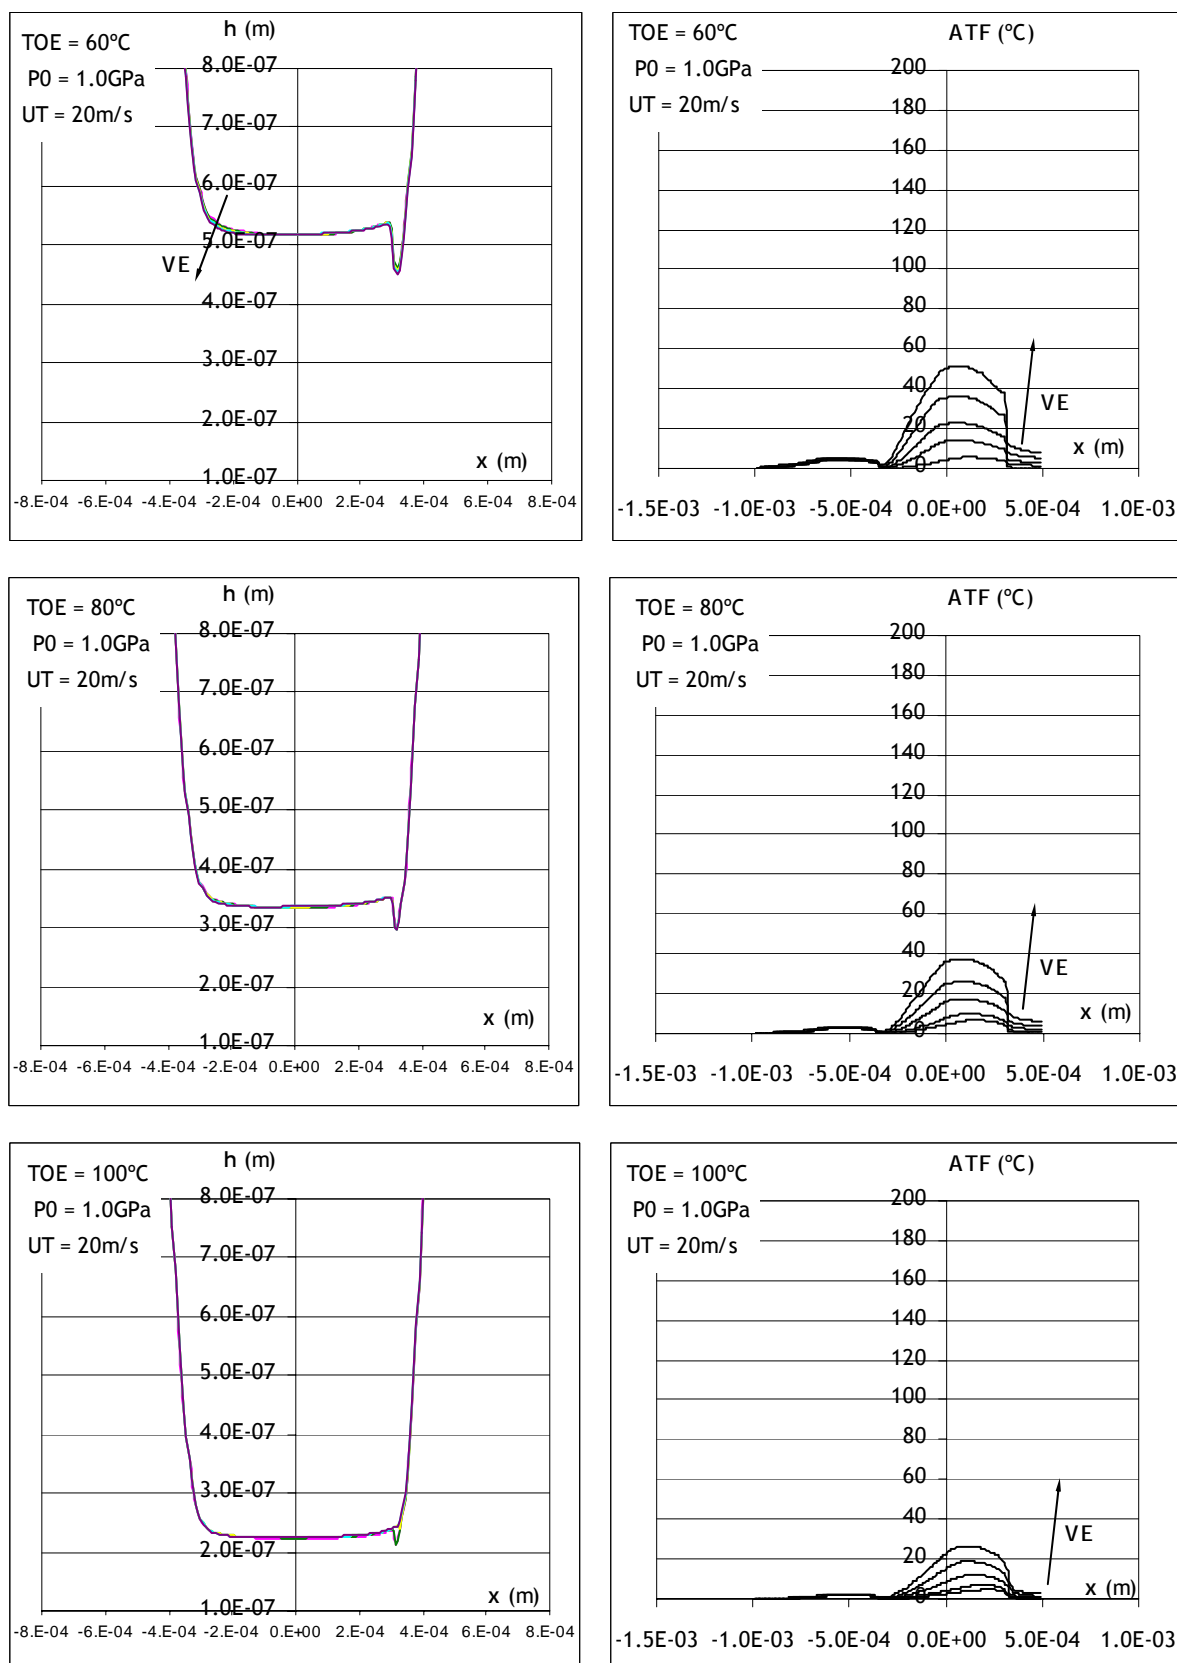 h (m)
TOE = 60ºC
P0 = 1.0GPa
UT = 20m/s
8.0E-07
7.0E-07
6.0E-07
5.0E-07
4.0E-07
3.0E-07
2.0E-07
1.0E-07
VE
x (m)
-8.E-04 -6.E-04 -4.E-04 -2.E-04 0.E+00 2.E-04 4.E-04 6.E-04 8.E-04
TOE = 60ºC
ATF (ºC)
P0 = 1.0GPa
UT = 20m/s
200
180
160
140
120
100
80
60
40
20
0
VE
x (m)
-1.5E-03 -1.0E-03 -5.0E-04 0.0E+00 5.0E-04 1.0E-03
h (m)
TOE = 80ºC
P0 = 1.0GPa
UT = 20m/s
8.0E-07
7.0E-07
6.0E-07
5.0E-07
4.0E-07
3.0E-07
2.0E-07
1.0E-07
x (m)
-8.E-04 -6.E-04 -4.E-04 -2.E-04 0.E+00 2.E-04 4.E-04 6.E-04 8.E-04
ATF (ºC)
TOE = 80ºC
P0 = 1.0GPa
UT = 20m/s
200
180
160
140
120
100
80
60
40
20
0
VE
x (m)
-1.5E-03 -1.0E-03 -5.0E-04 0.0E+00 5.0E-04 1.0E-03
h (m)
TOE = 100ºC
P0 = 1.0GPa
UT = 20m/s
8.0E-07
7.0E-07
6.0E-07
5.0E-07
4.0E-07
3.0E-07
2.0E-07
1.0E-07
x (m)
-8.E-04 -6.E-04 -4.E-04 -2.E-04 0.E+00 2.E-04 4.E-04 6.E-04 8.E-04
ATF (ºC)
TOE = 100ºC
P0 = 1.0GPa
UT = 20m/s
200
180
160
140
120
100
80
60
40
20
0
VE
x (m)
-1.5E-03 -1.0E-03 -5.0E-04 0.0E+00 5.0E-04 1.0E-03